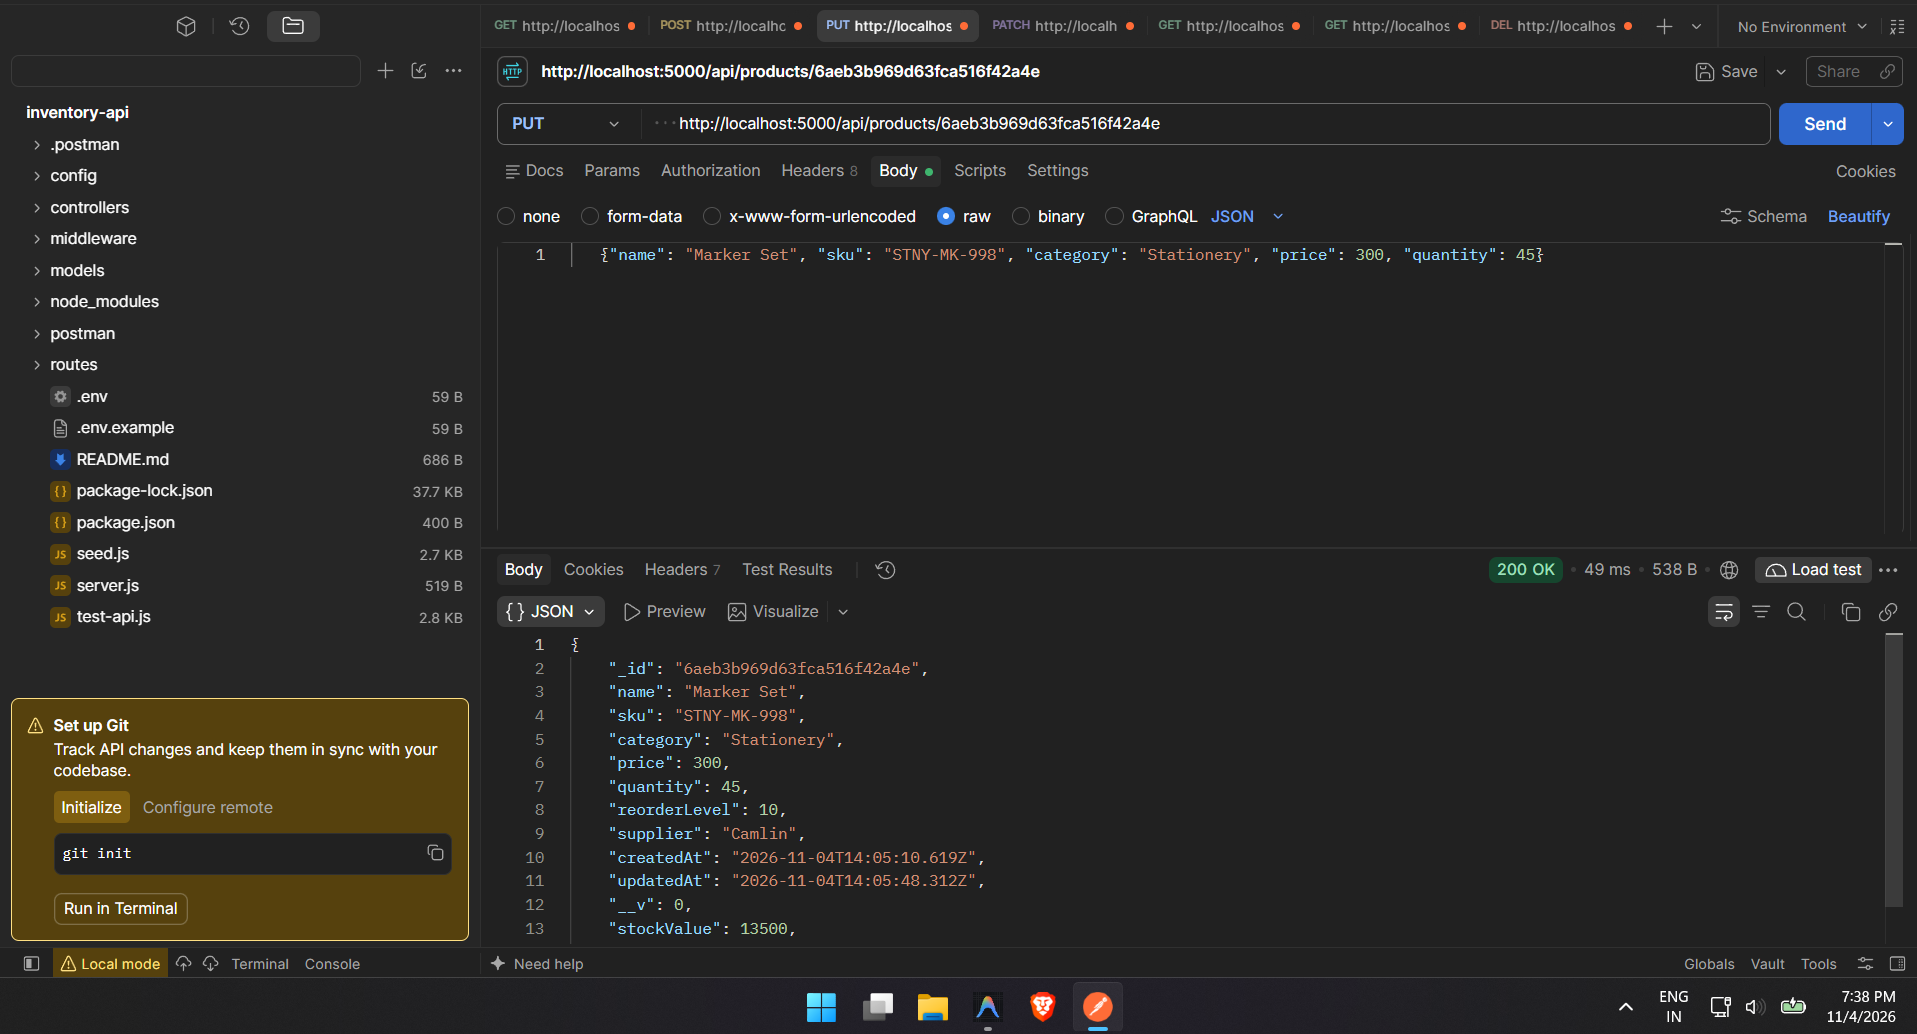 GET http://localhos
POST http://localhc
PUT http://localhos
PATCH http://localh
GET http://localhos
GET http://localhos
DEL http://localhos
No Environment
HTTP http://localhost:5000/api/products/6aeb3b969d63fca516f42a4e
Save
Share
inventory-api
.postman
config
controllers
middleware
models
node_modules
postman
routes
.env 59 B
.env.example 59 B
README.md 686 B
{} package-lock.json 37.7 KB
{} package.json 400 B
JS seed.js 2.7 KB
JS server.js 519 B
JS test-api.js 2.8 KB
Set up Git
Track API changes and keep them in sync with your
codebase.
Initialize Configure remote
git init
Run in Terminal
PUT http://localhost:5000/api/products/6aeb3b969d63fca516f42a4e
Send
Docs Params Authorization Headers 8 Body Scripts Settings
Cookies
none form-data x-www-form-urlencoded raw binary GraphQL JSON
Schema Beautify
1 {"name": "Marker Set", "sku": "STNY-MK-998", "category": "Stationery", "price": 300, "quantity": 45}
Body Cookies Headers 7 Test Results
200 OK • 49 ms • 538 B •
Load test
{} JSON Preview Visualize
1 {
2 "_id": "6aeb3b969d63fca516f42a4e",
3 "name": "Marker Set",
4 "sku": "STNY-MK-998",
5 "category": "Stationery",
6 "price": 300,
7 "quantity": 45,
8 "reorderLevel": 10,
9 "supplier": "Camlin",
10 "createdAt": "2026-11-04T14:05:10.619Z",
11 "updatedAt": "2026-11-04T14:05:48.312Z",
12 "__v": 0,
13 "stockValue": 13500,
Local mode Terminal Console
Need help
Globals Vault Tools
ENG
IN
7:38 PM
11/4/2026